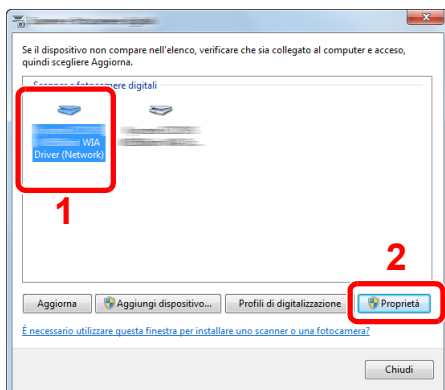 Se il dispositivo non compare nell'elenco, verificare che sia collegato al computer e acceso,
quindi scegliere Aggiorna.
Scanner e fotocamere digitali
WIA
Driver (Network)
1
2
Aggiorna
Aggiungi dispositivo...
Profili di digitalizzazione
Proprietà
È necessario utilizzare questa finestra per installare uno scanner o una fotocamera?
Chiudi